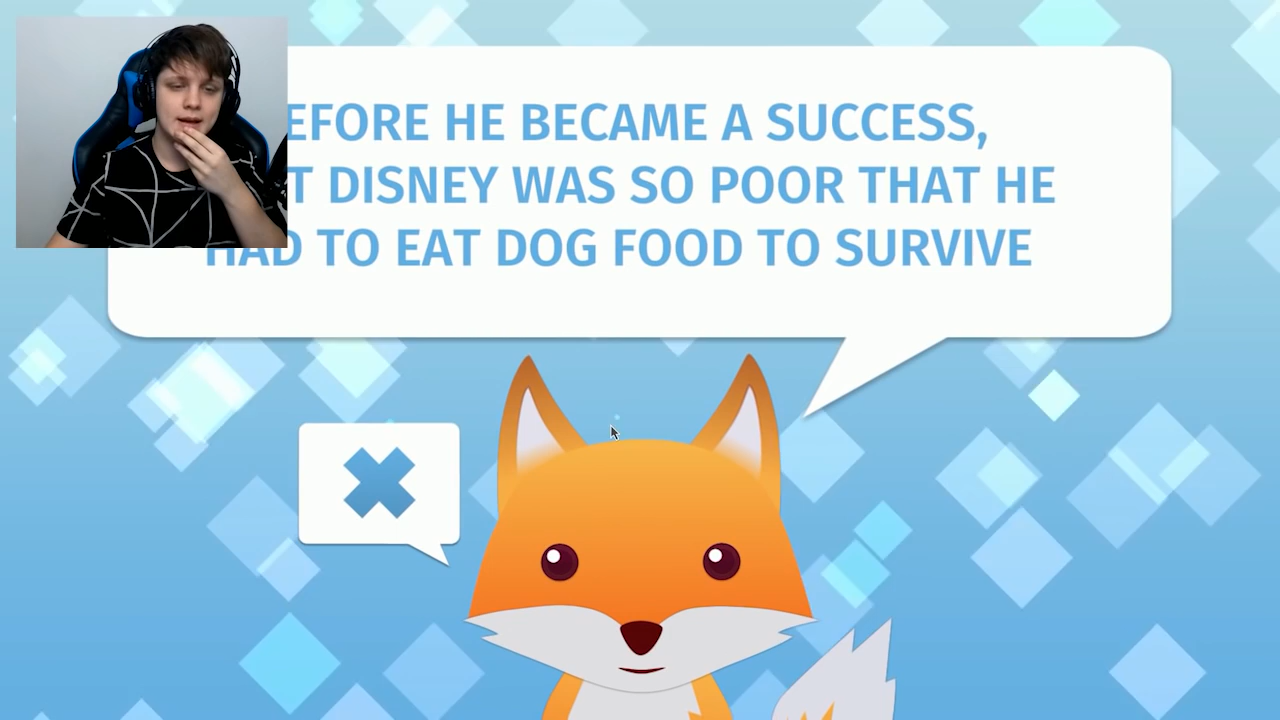 EFORE HE BECAME A SUCCESS,
T DISNEY WAS SO POOR THAT HE
HAD TO EAT DOG FOOD TO SURVIVE